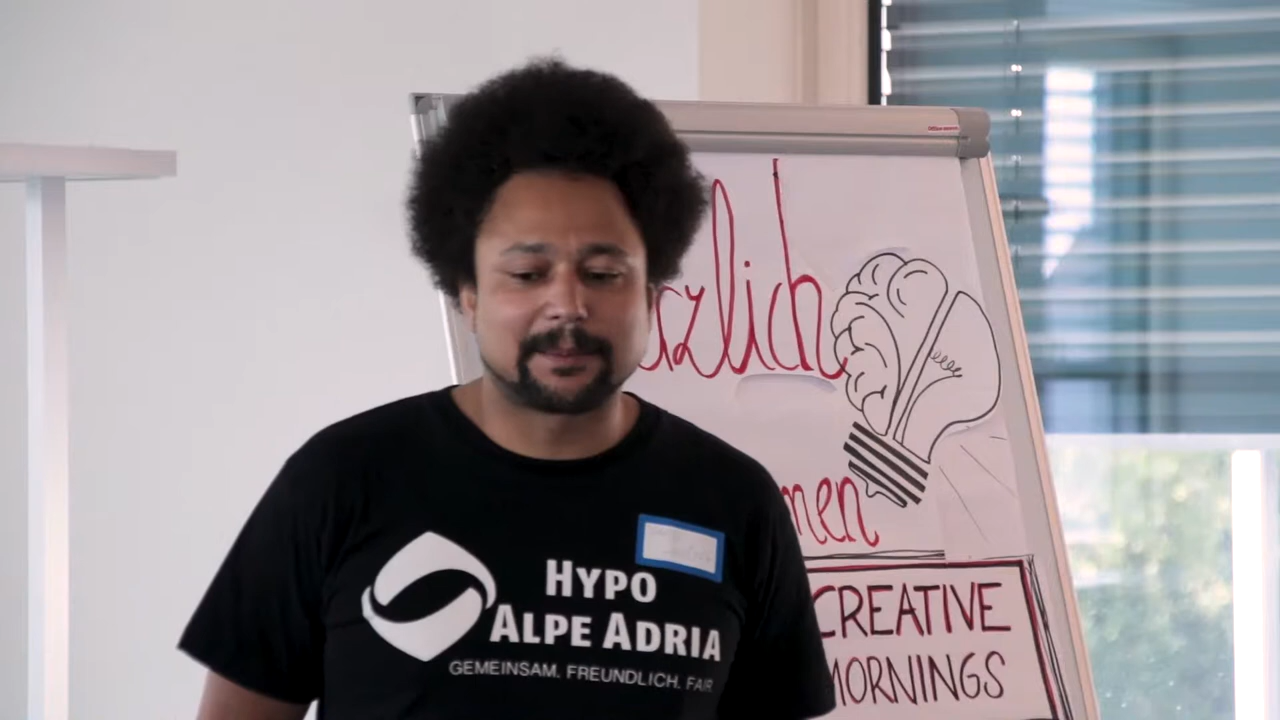 zlich
men
CREATIVE
MORNINGS
HYPO
ALPE ADRIA
GEMEINSAM. FREUNDLICH. FAIR